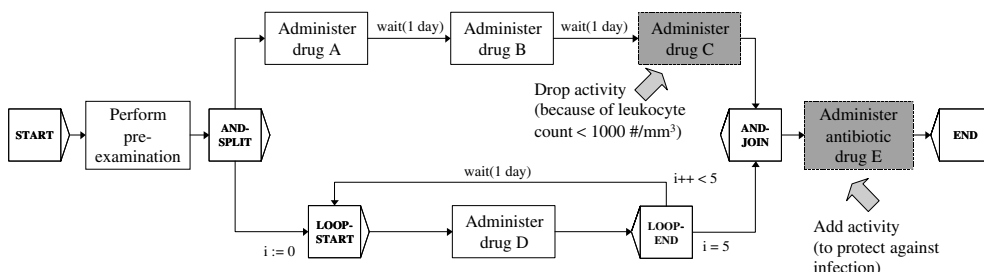 Administer
drug A
wait(1 day)
Administer
drug B
wait(1 day)
Administer
drug C
Drop activity
(because of leukocyte
count < 1000 #/mm³)
START
Perform
pre-
examination
AND-
SPLIT
AND-
JOIN
Administer
antibiotic
drug E
END
wait(1 day)
i++ < 5
i := 0
LOOP-
START
Administer
drug D
LOOP-
END
i = 5
Add activity
(to protect against
infection)